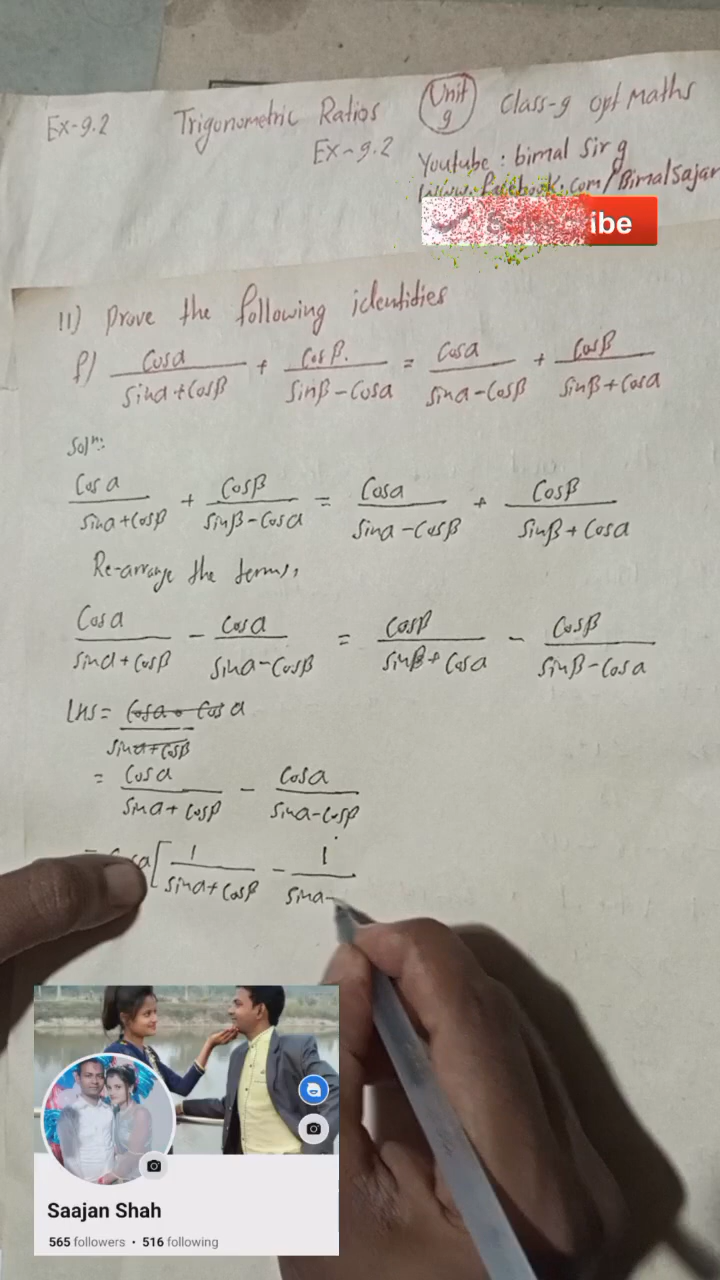 Ex-9.2 Trigonometric Ratios Unit 9 Class-9 opt Maths
Ex-9.2
Youtube : bimal Sir g
www.facebook.com/Bimalsajan
ibe
11) Prove the following identities
f) Cosα/(Sinα+Cosβ) + Cosβ/(Sinβ-Cosα) = Cosα/(Sinα-Cosβ) + Cosβ/(Sinβ+Cosα)
Solⁿ:
Cosα/(Sinα+Cosβ) + Cosβ/(Sinβ-Cosα) = Cosα/(Sinα-Cosβ) + Cosβ/(Sinβ+Cosα)
Re-arrange the terms,
Cosα/(Sinα+Cosβ) - Cosα/(Sinα-Cosβ) = Cosβ/(Sinβ+Cosα) - Cosβ/(Sinβ-Cosα)
LHS =
= Cosα/(Sinα+Cosβ) - Cosα/(Sinα-Cosβ)
[1/(Sinα+Cosβ) - 1/(Sinα-
Saajan Shah
565 followers • 516 following